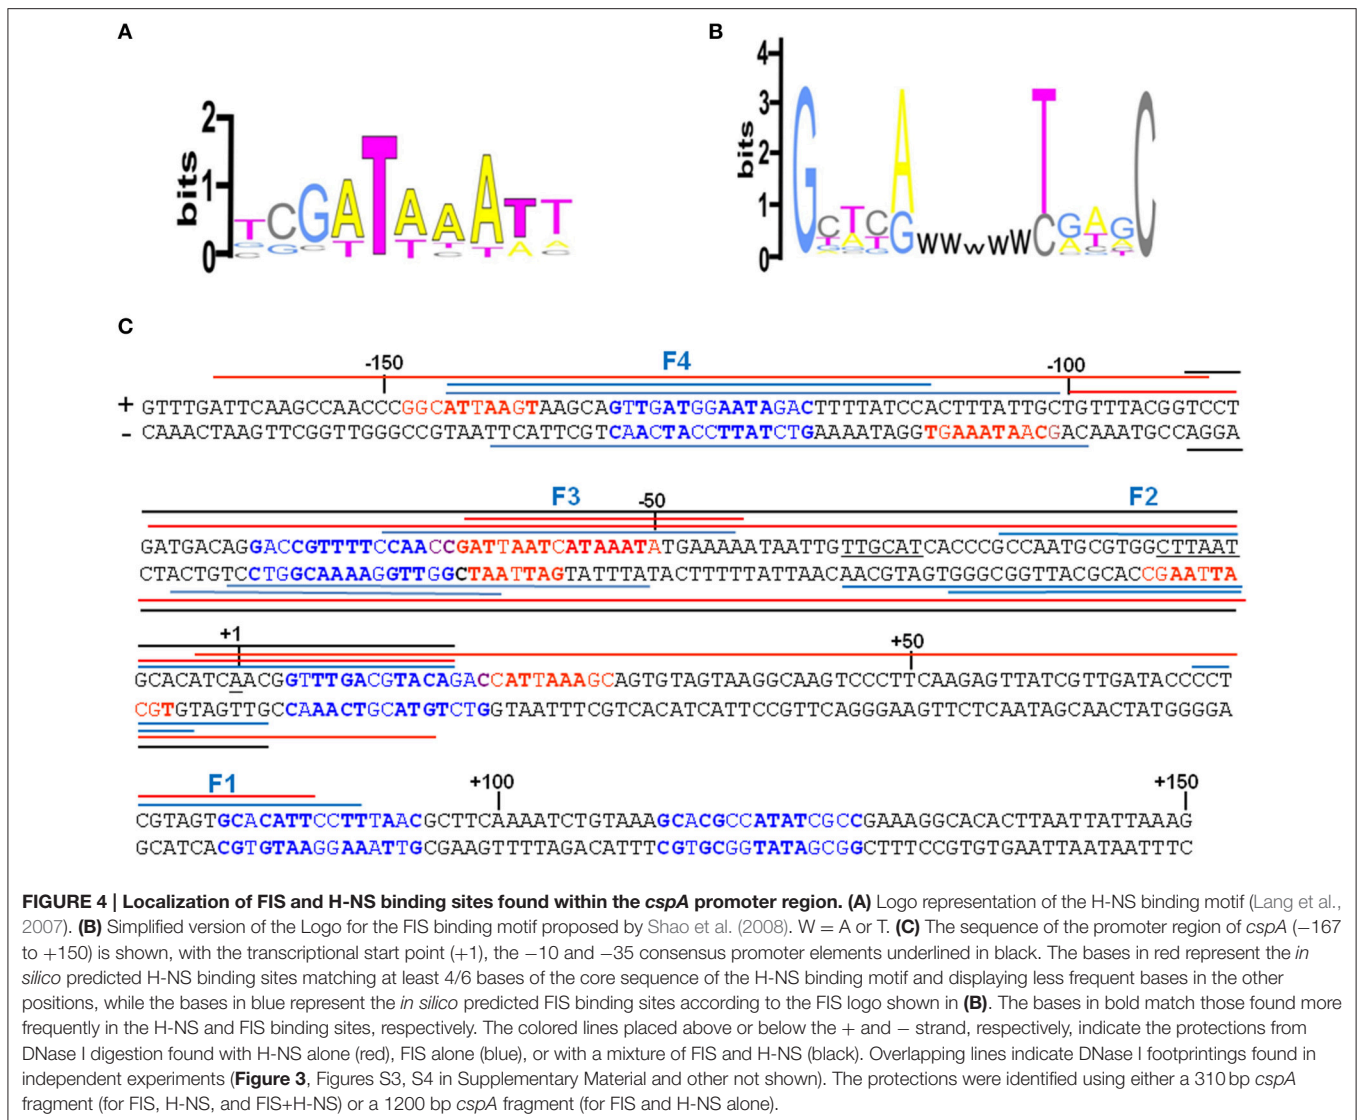 A
B
bits
2
1
0
T C G A T A A A T T
bits
4
3
2
1
0
G C T C A G W W W W W T C G A G C
C
-150 F4 -100
+ GTTTGATTCAAGCCAACCCGGCATTAAGTAAGCAGTTGATGGAATAGACTTTTATCCACTTTATTGCTGTTTACGGTCCT
- CAAACTAAGTTCGGTTGGGCCGTAATTCATTCGTCAACTACCTTATCTGAAAATAGGTGAAATAACGACAAATGCCAGGA
F3 -50 F2
GATGACAGGACCGTTTTCCAACCGATTAATCATAAATATGAAAAATAATTGTTGCATCACCCGCCAATGCGTGGCTTAAT
CTACTGTCCTGGCAAAAGGTTGGCTAATTAGTATTTATACTTTTTATTAACAACGTAGTGGGCGGTTACGCACCGAATTA
+1 +50
GCACATCAACGGTTTGACGTACAGACCATTAAAGCAGTGTAGTAAGGCAAGTCCCTTCAAGAGTTATCGTTGATACCCCT
CGTGTAGTTGCCAAACTGCATGTCTGGTAATTTCGTCACATCATTCCGTTCAGGGAAGTTCTCAATAGCAACTATGGGGA
F1 +100 +150
CGTAGTGCACATTCCTTTAACGCTTCAAAATCTGTAAAGCACGCCATATCGCCGAAAGGCACACTTAATTATTAAAG
GCATCACGTGTAAGGAAATTGCGAAGTTTTAGACATTTCGTGCGGTATAGCGGCTTTCCGTGTGAATTAATAATTTC
FIGURE 4 | Localization of FIS and H-NS binding sites found within the cspA promoter region. (A) Logo representation of the H-NS binding motif (Lang et al.,
2007). (B) Simplified version of the Logo for the FIS binding motif proposed by Shao et al. (2008). W = A or T. (C) The sequence of the promoter region of cspA (−167
to +150) is shown, with the transcriptional start point (+1), the −10 and −35 consensus promoter elements underlined in black. The bases in red represent the in
silico predicted H-NS binding sites matching at least 4/6 bases of the core sequence of the H-NS binding motif and displaying less frequent bases in the other
positions, while the bases in blue represent the in silico predicted FIS binding sites according to the FIS logo shown in (B). The bases in bold match those found more
frequently in the H-NS and FIS binding sites, respectively. The colored lines placed above or below the + and − strand, respectively, indicate the protections from
DNase I digestion found with H-NS alone (red), FIS alone (blue), or with a mixture of FIS and H-NS (black). Overlapping lines indicate DNase I footprintings found in
independent experiments (Figure 3, Figures S3, S4 in Supplementary Material and other not shown). The protections were identified using either a 310 bp cspA
fragment (for FIS, H-NS, and FIS+H-NS) or a 1200 bp cspA fragment (for FIS and H-NS alone).